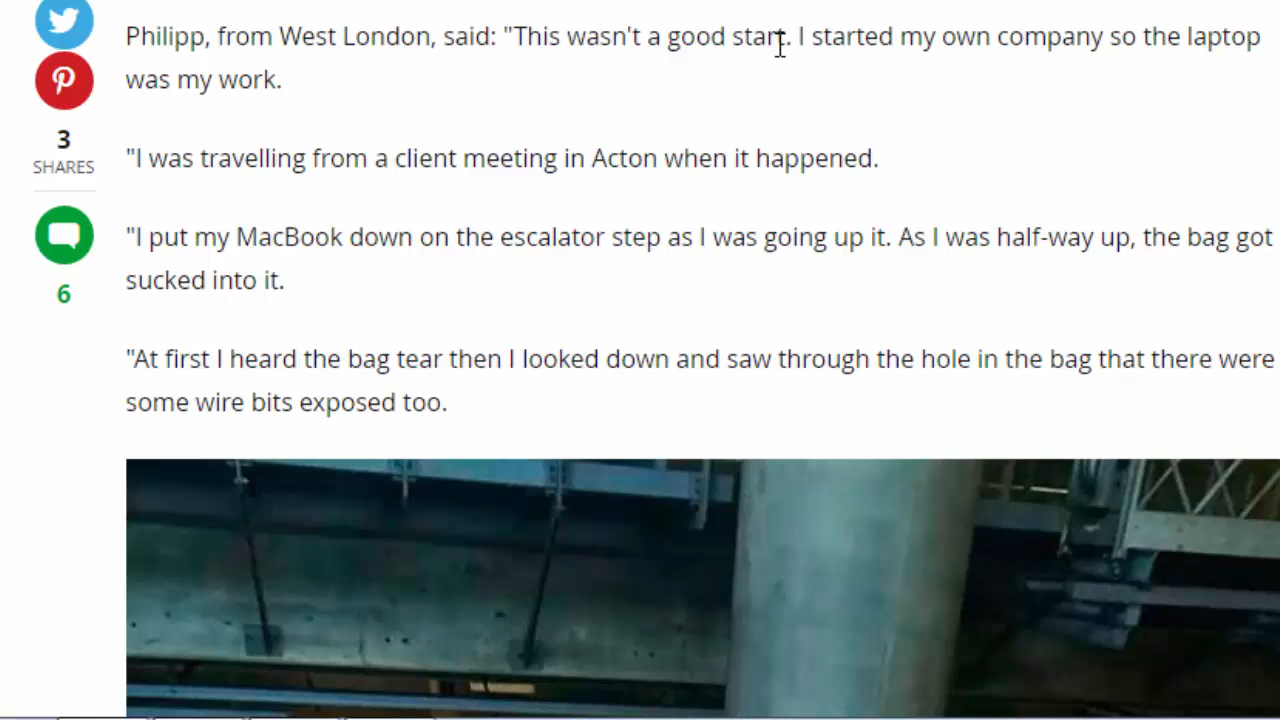 Philipp, from West London, said: "This wasn't a good start. I started my own company so the laptop
was my work.
3
SHARES
"I was travelling from a client meeting in Acton when it happened.
"I put my MacBook down on the escalator step as I was going up it. As I was half-way up, the bag got
sucked into it.
6
"At first I heard the bag tear then I looked down and saw through the hole in the bag that there were
some wire bits exposed too.